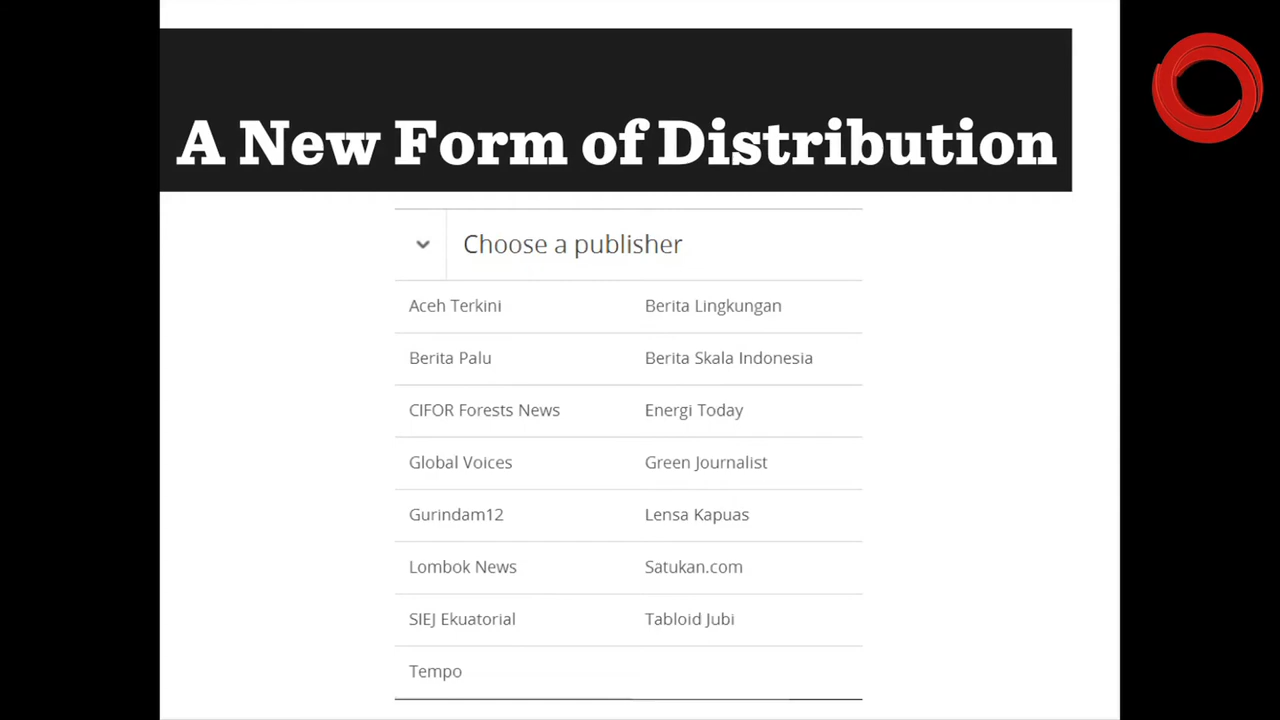 A New Form of Distribution
Choose a publisher
Aceh Terkini Berita Lingkungan
Berita Palu Berita Skala Indonesia
CIFOR Forests News Energi Today
Global Voices Green Journalist
Gurindam12 Lensa Kapuas
Lombok News Satukan.com
SIEJ Ekuatorial Tabloid Jubi
Tempo